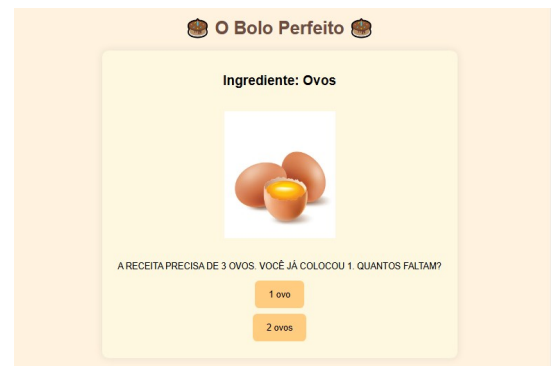 O Bolo Perfeito
Ingrediente: Ovos
A RECEITA PRECISA DE 3 OVOS. VOCÊ JÁ COLOCOU 1. QUANTOS FALTAM?
1 ovo
2 ovos